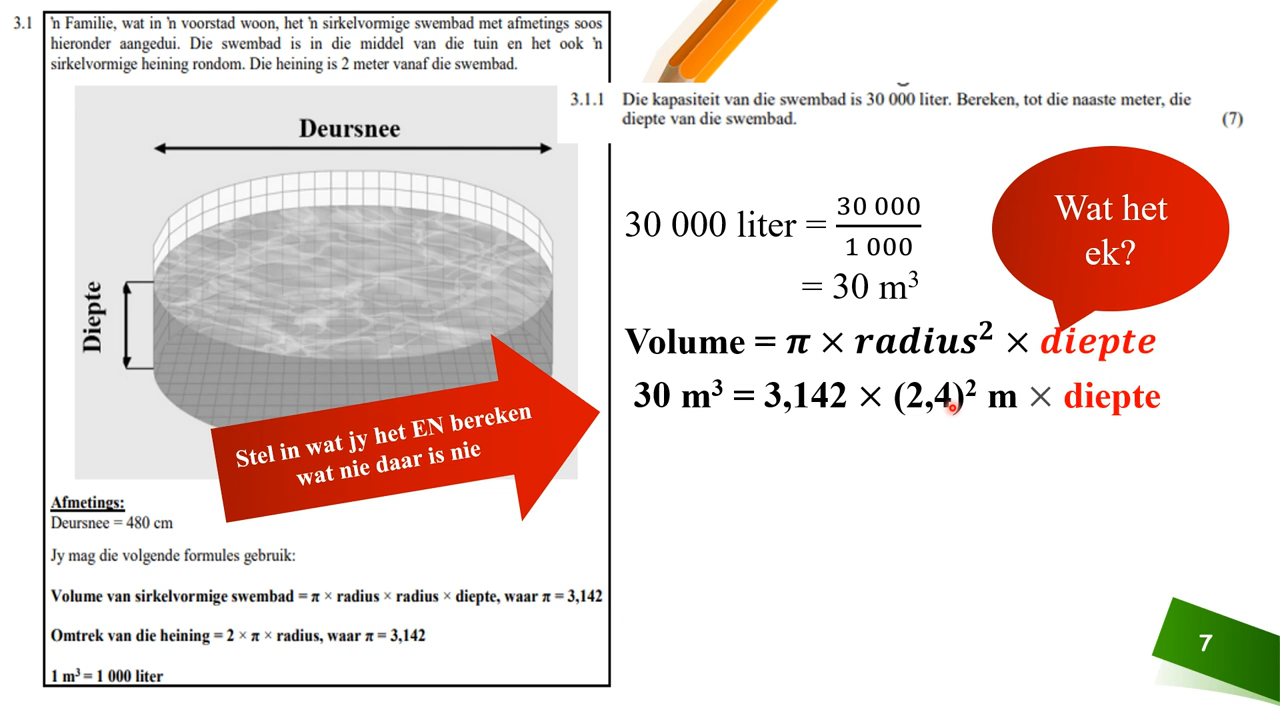 3.1 'n Familie, wat in 'n voorstad woon, het 'n sirkelvormige swembad met afmetings soos
hieronder aangedui. Die swembad is in die middel van die tuin en het ook 'n
sirkelvormige heining rondom. Die heining is 2 meter vanaf die swembad.
Deursnee
Diepte
Stel in wat jy het EN bereken
wat nie daar is nie
Afmetings:
Deursnee = 480 cm
Jy mag die volgende formules gebruik:
Volume van sirkelvormige swembad = π × radius × radius × diepte, waar π = 3,142
Omtrek van die heining = 2 × π × radius, waar π = 3,142
1 m³ = 1 000 liter
3.1.1 Die kapasiteit van die swembad is 30 000 liter. Bereken, tot die naaste meter, die
diepte van die swembad. (7)
Wat het
ek?
30 000 liter = 30 000 / 1 000
= 30 m³
Volume = π × radius² × diepte
30 m³ = 3,142 × (2,4)² m × diepte
7